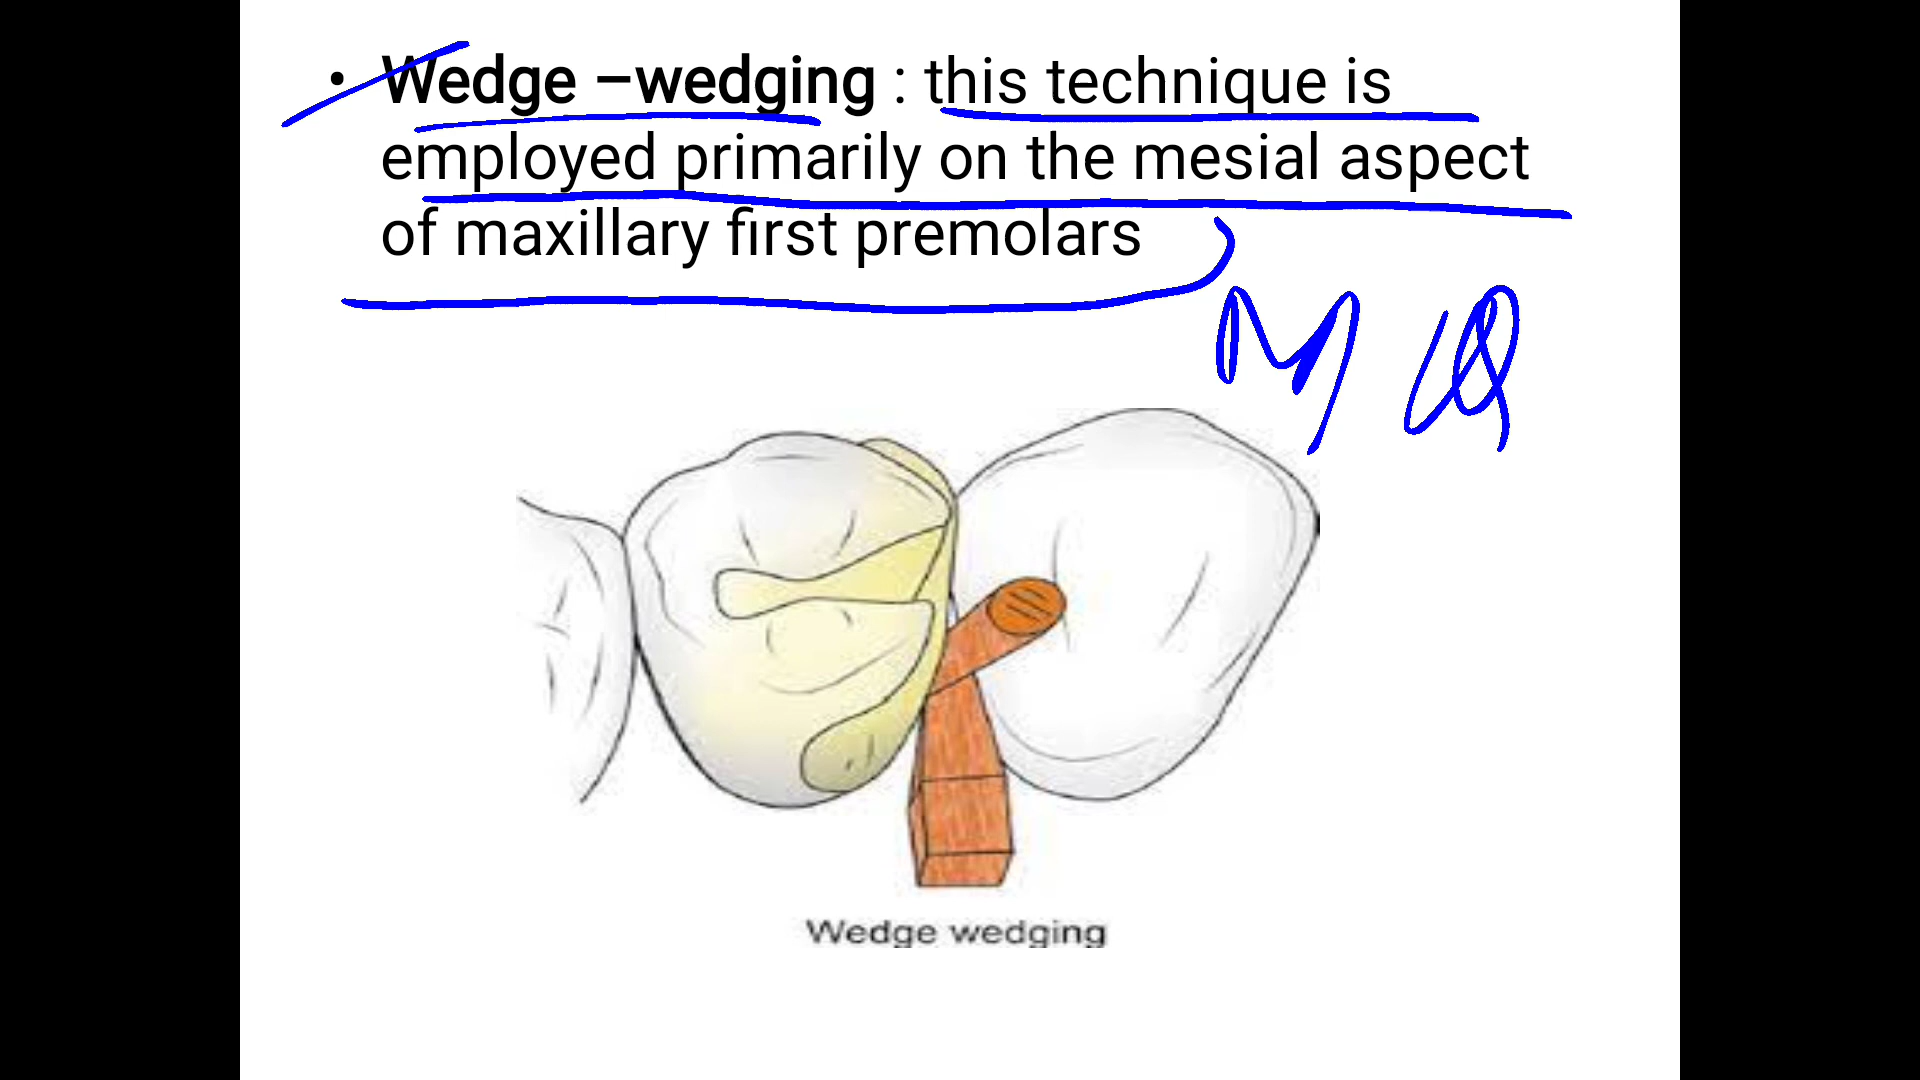 • Wedge –wedging : this technique is
employed primarily on the mesial aspect
of maxillary first premolars
Wedge wedging